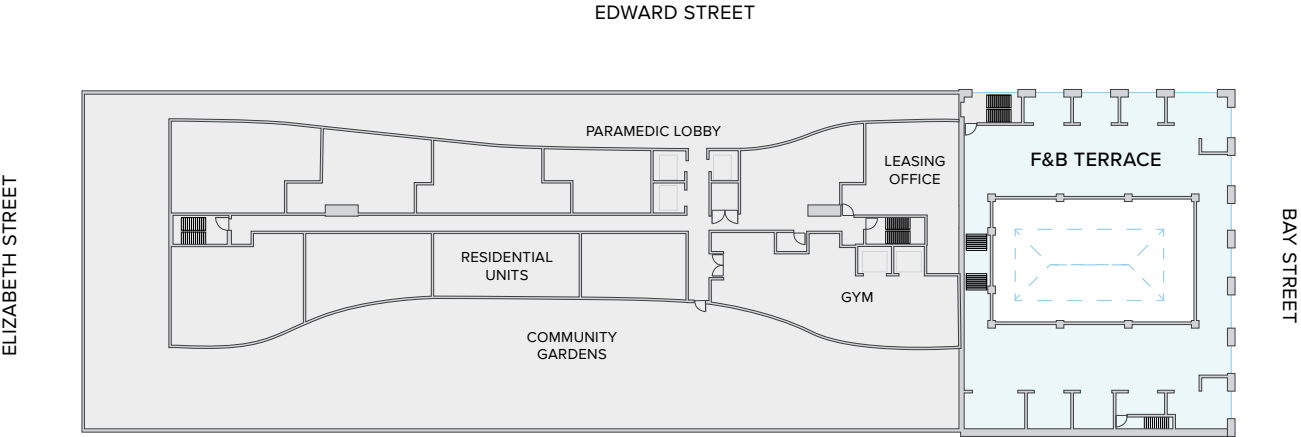 EDWARD STREET
PARAMEDIC LOBBY
LEASING
OFFICE
F&B TERRACE
ELIZABETH STREET
BAY STREET
RESIDENTIAL
UNITS
GYM
COMMUNITY
GARDENS